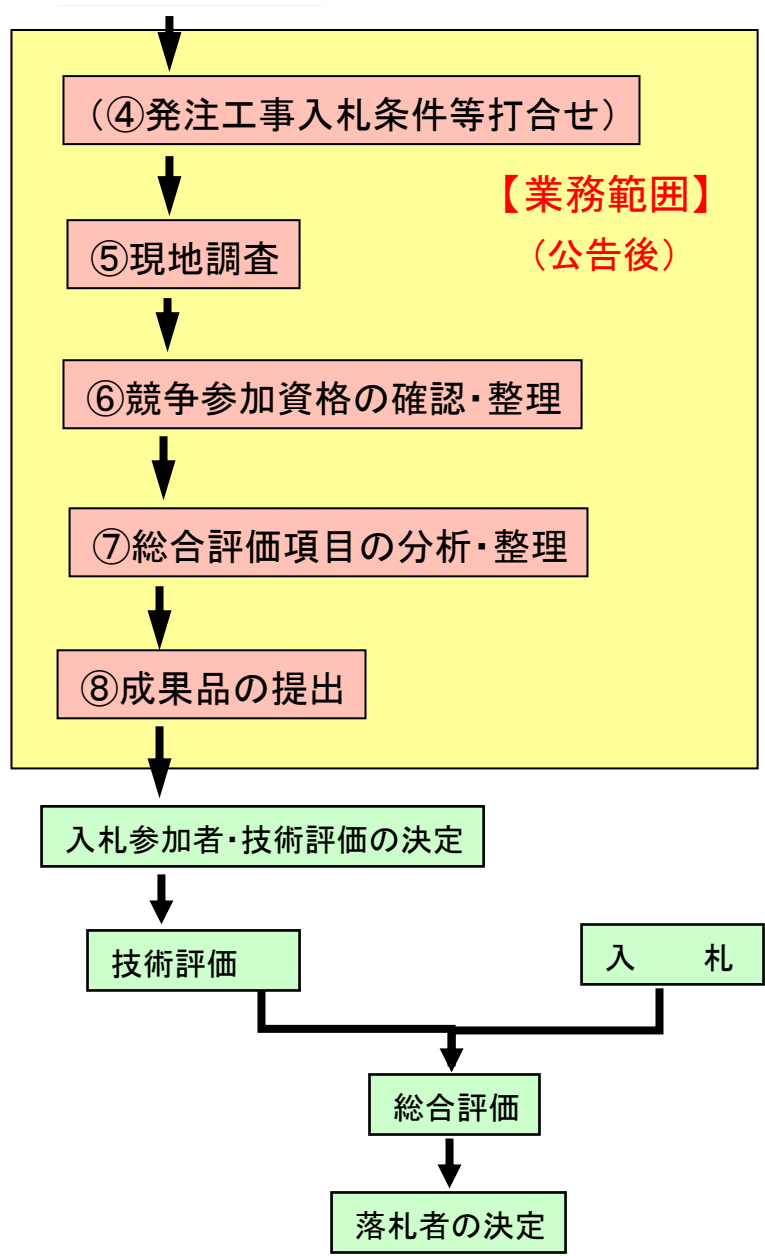 （④発注工事入札条件等打合せ）
【業務範囲】
（公告後）
⑤現地調査
⑥競争参加資格の確認・整理
⑦総合評価項目の分析・整理
⑧成果品の提出
入札参加者・技術評価の決定
技術評価
入　　札
総合評価
落札者の決定